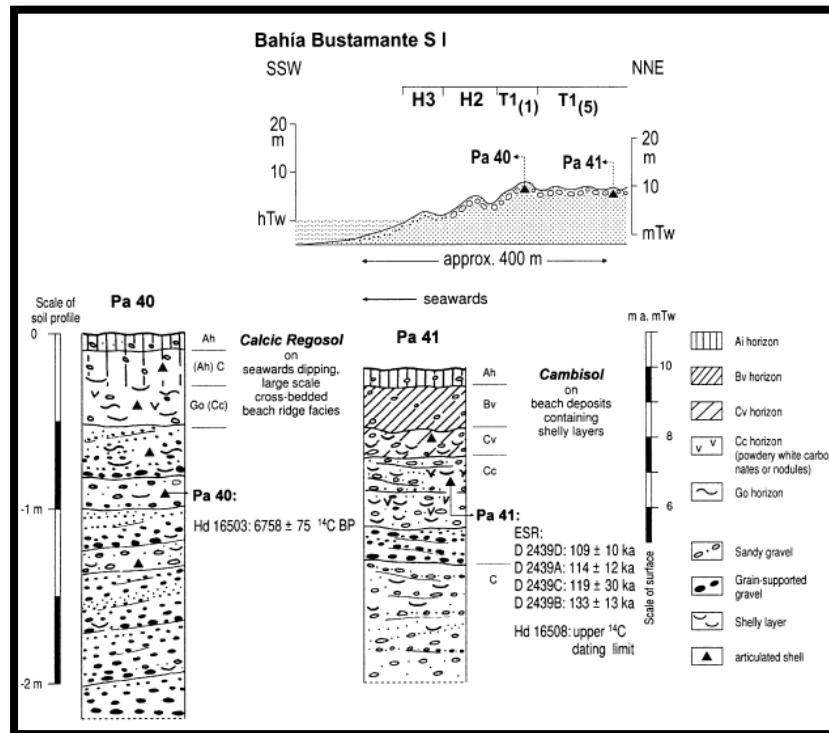 Bahía Bustamante S I
SSW
NNE
H3 H2 T1(1) T1(5)
20
m
10
hTw
20
m
10
mTw
Pa 40
Pa 41
approx. 400 m
seawards
Scale of
soil profile
Pa 40
0
-1 m
-2 m
Ah
(Ah) C
Go (Cc)
Calcic Regosol
on
seawards dipping,
large scale
cross-bedded
beach ridge facies
Pa 40:
Hd 16503: 6758 ± 75 ¹⁴C BP
Pa 41
Ah
Bv
Cv
Cc
C
Cambisol
on
beach deposits
containing
shelly layers
Pa 41:
ESR:
D 2439D: 109 ± 10 ka
D 2439A: 114 ± 12 ka
D 2439C: 119 ± 30 ka
D 2439B: 133 ± 13 ka
Hd 16508: upper ¹⁴C
dating limit
m a. mTw
10
8
6
Scale of surface
Ai horizon
Bv horizon
Cv horizon
Cc horizon
(powdery white carbo
nates or nodules)
Go horizon
Sandy gravel
Grain-supported
gravel
Shelly layer
articulated shell